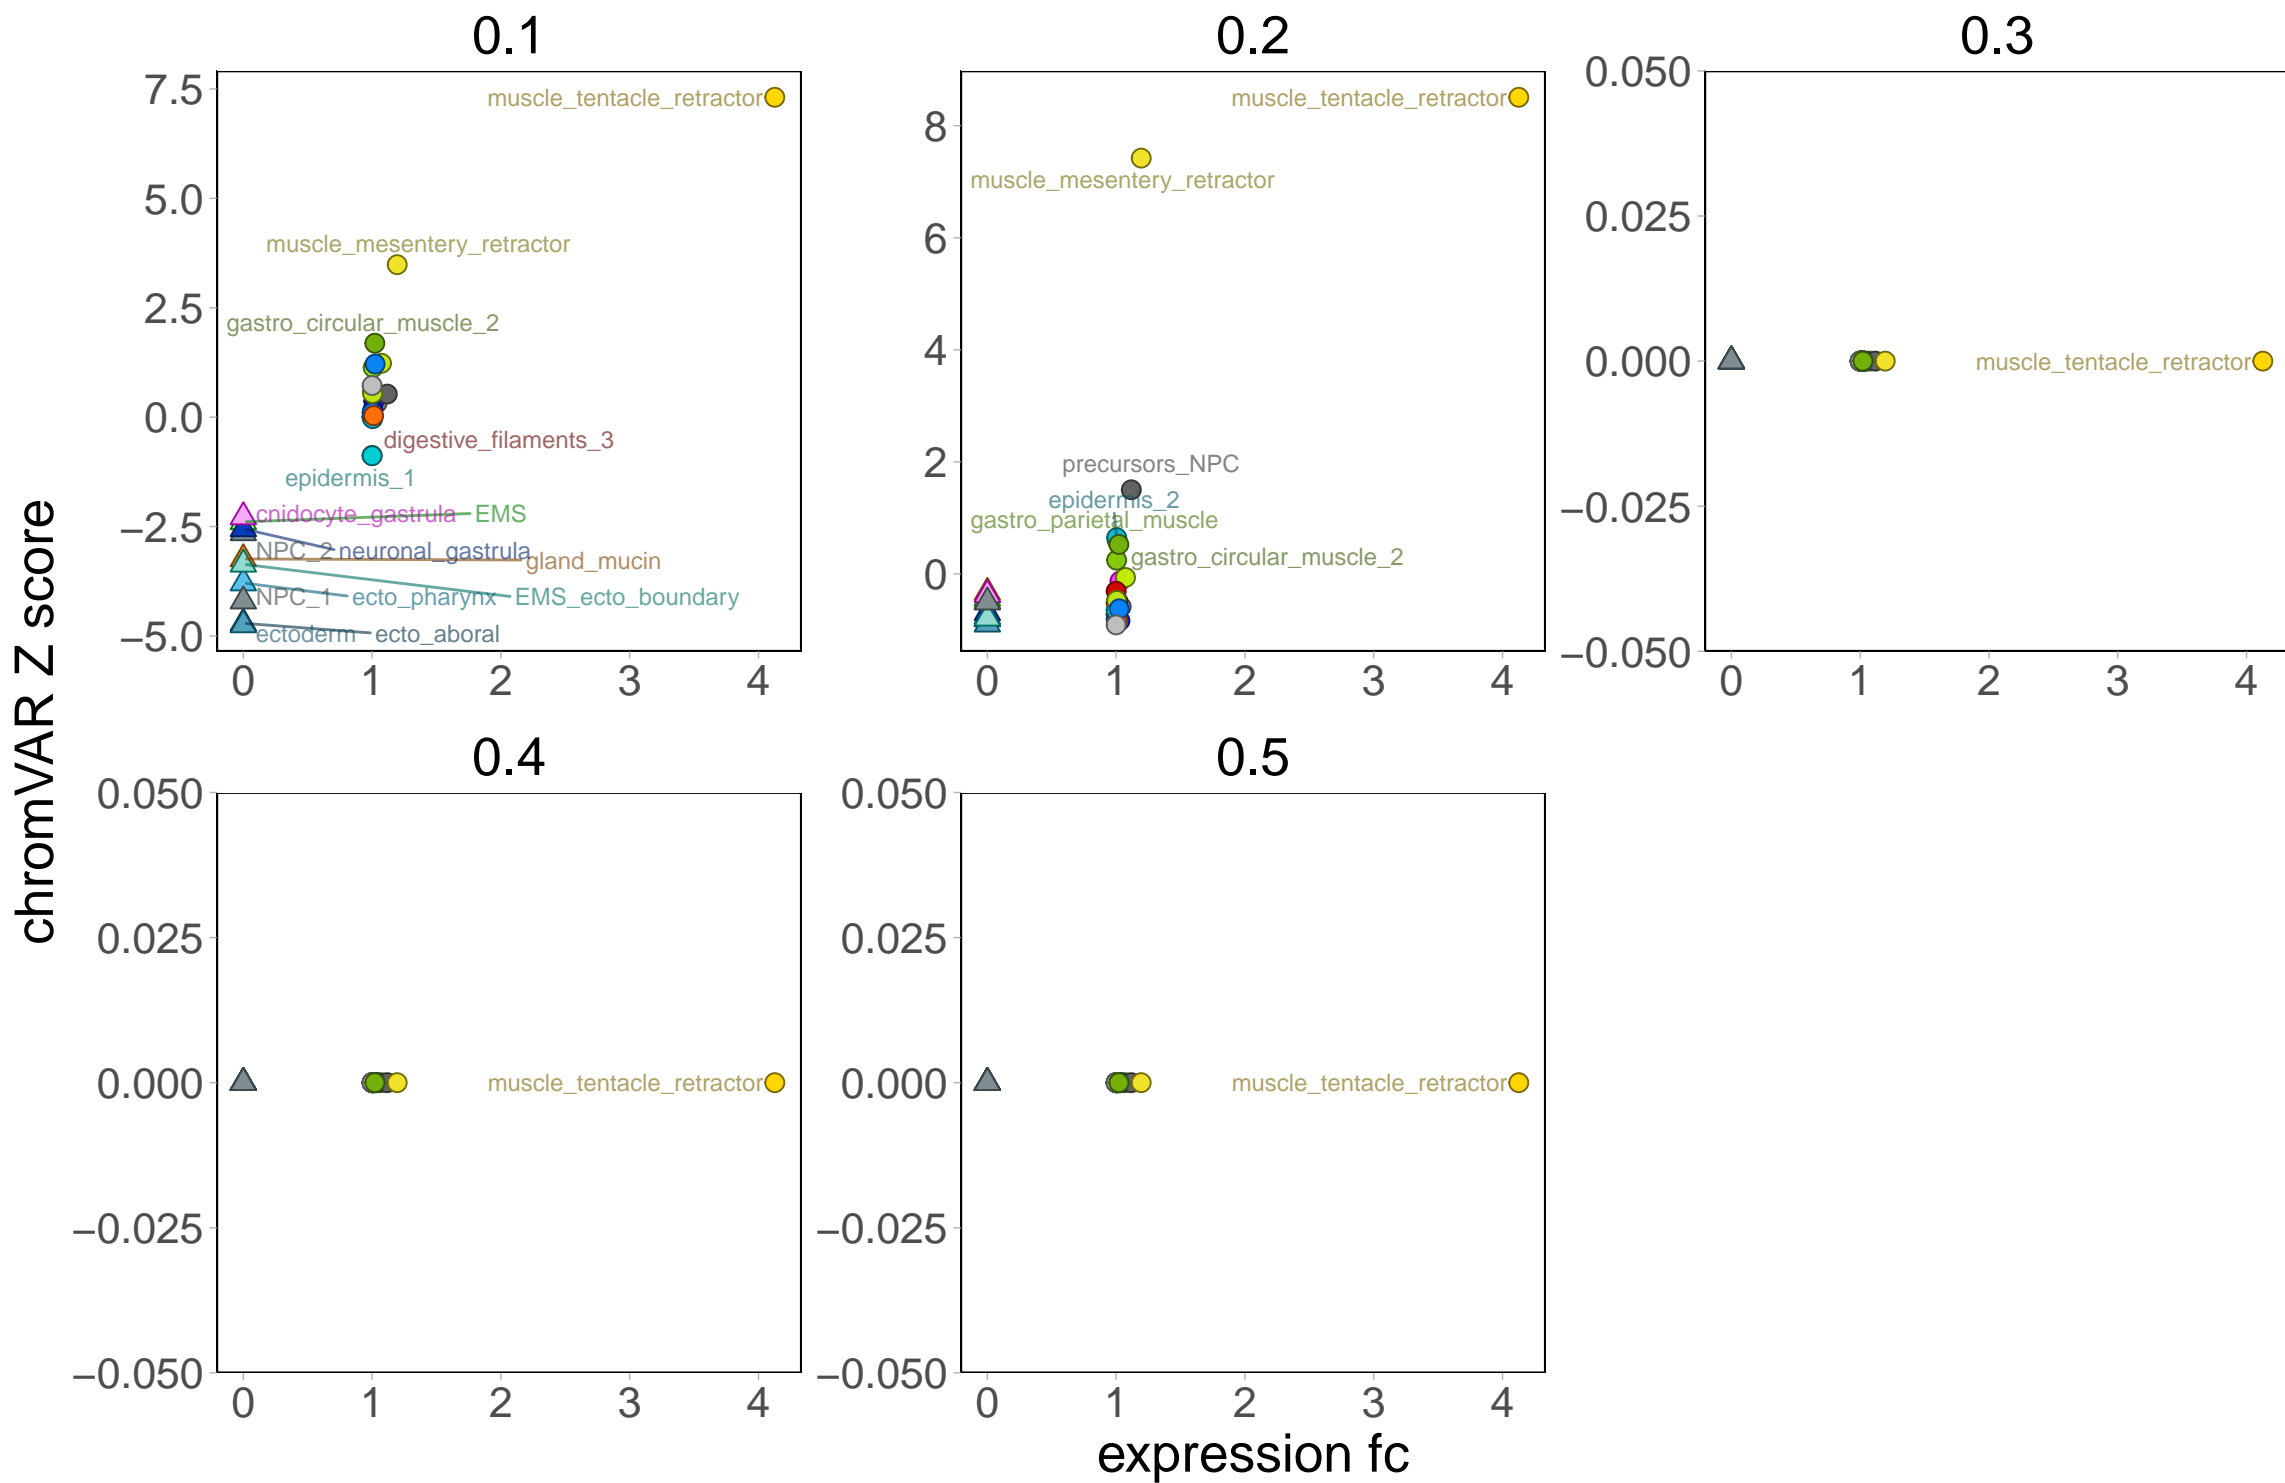 0.1
0.2
0.3
7.5
5.0
2.5
0.0
−2.5
−5.0
muscle_tentacle_retractor
muscle_mesentery_retractor
gastro_circular_muscle_2
digestive_filaments_3
epidermis_1
cnidocyte_gastrula
EMS
NPC_2
neuronal_gastrula
gland_mucin
NPC_1
ecto_pharynx
EMS_ecto_boundary
ectoderm
ecto_aboral
0 1 2 3 4
8
6
4
2
0
muscle_tentacle_retractor
muscle_mesentery_retractor
precursors_NPC
epidermis_2
gastro_parietal_muscle
gastro_circular_muscle_2
0 1 2 3 4
0.050
0.025
0.000
−0.025
−0.050
muscle_tentacle_retractor
0 1 2 3 4
chromVAR Z score
0.4
0.5
0.050
0.025
0.000
−0.025
−0.050
muscle_tentacle_retractor
0 1 2 3 4
0.050
0.025
0.000
−0.025
−0.050
muscle_tentacle_retractor
0 1 2 3 4
expression fc